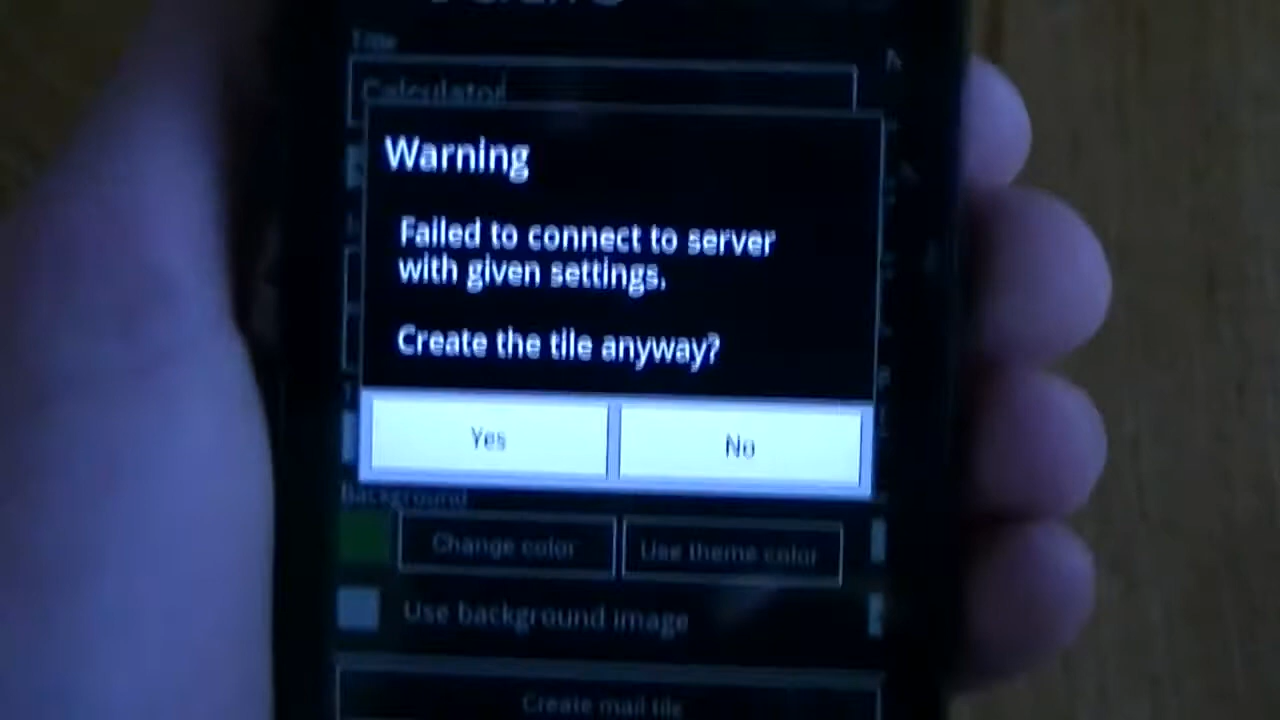 Title
Calculator
Warning
Failed to connect to server
with given settings.
Create the tile anyway?
Yes
No
Background
Change color
Use theme color
Use background image
Create mail tile